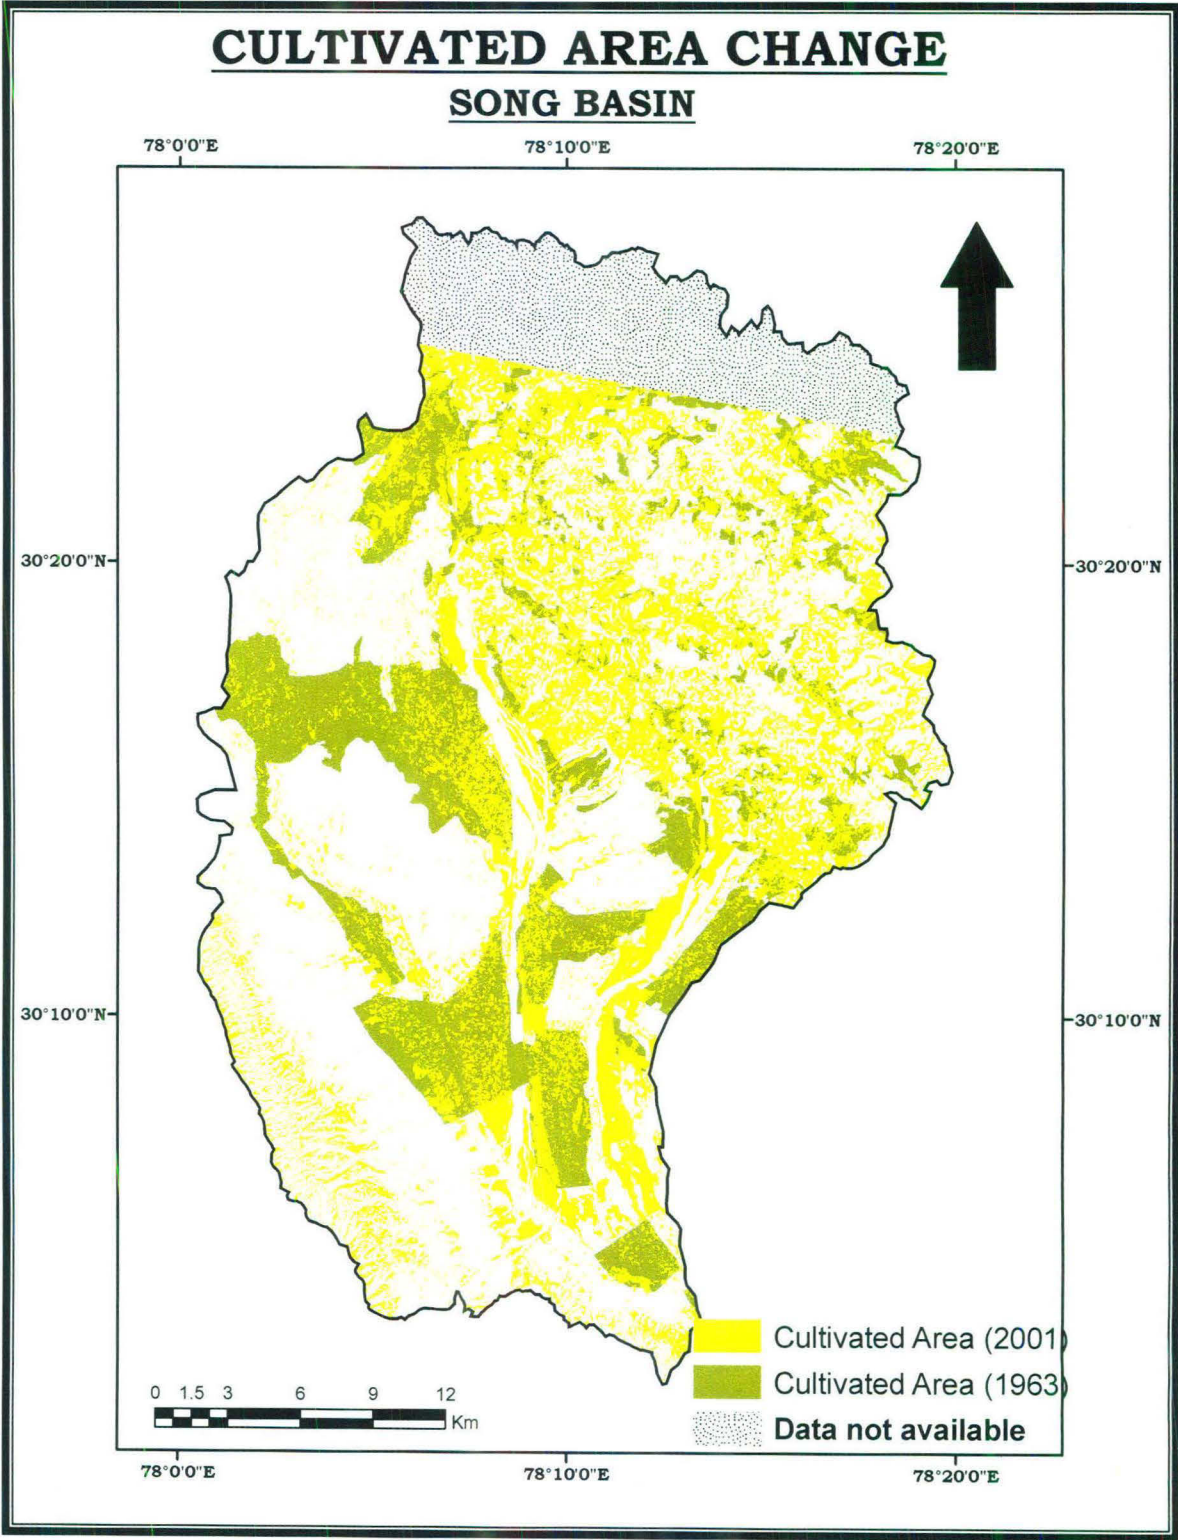 CULTIVATED AREA CHANGE
SONG BASIN
78°0'0"E 78°10'0"E 78°20'0"E
30°20'0"N 30°20'0"N
30°10'0"N 30°10'0"N
Cultivated Area (2001)
Cultivated Area (1963)
Data not available
0 1.5 3 6 9 12
Km
78°0'0"E 78°10'0"E 78°20'0"E